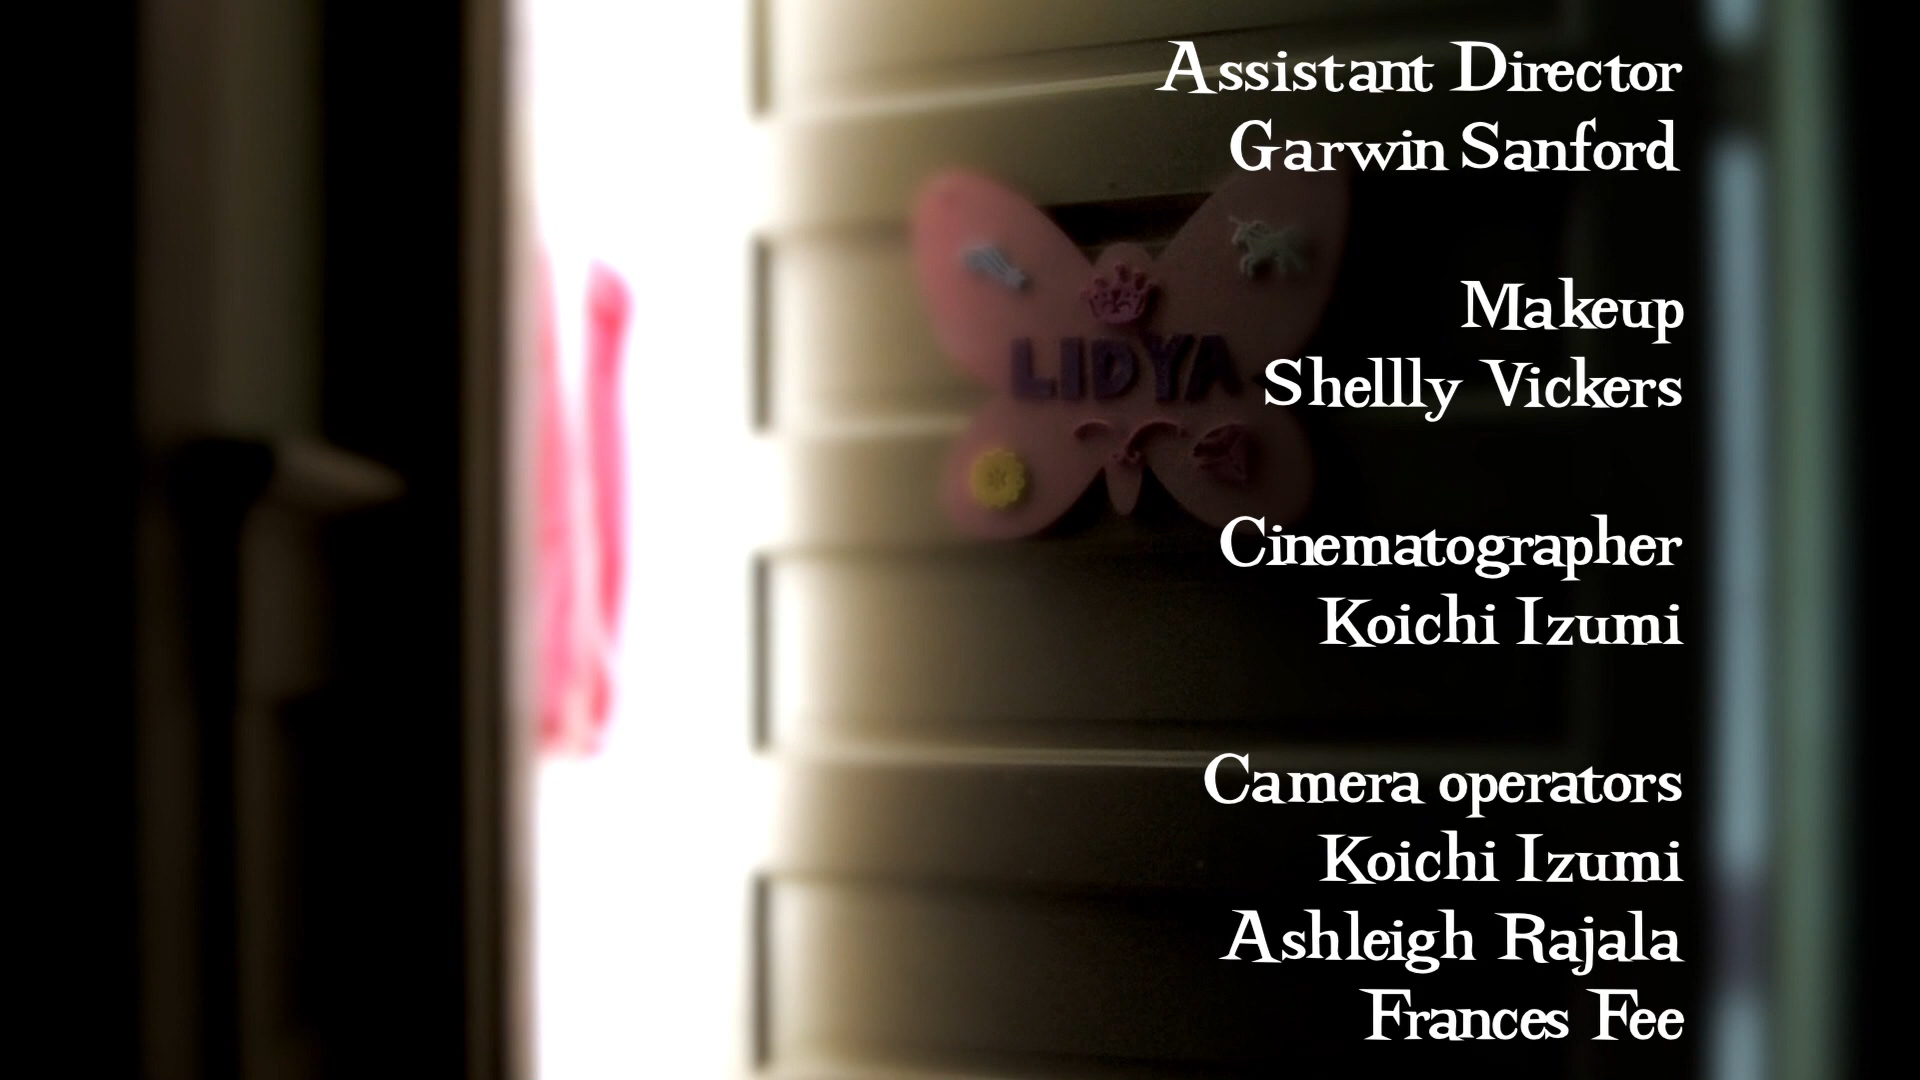 Assistant Director
Garwin Sanford
Makeup
Shellly Vickers
LIDYA
Cinematographer
Koichi Izumi
Camera operators
Koichi Izumi
Ashleigh Rajala
Frances Fee